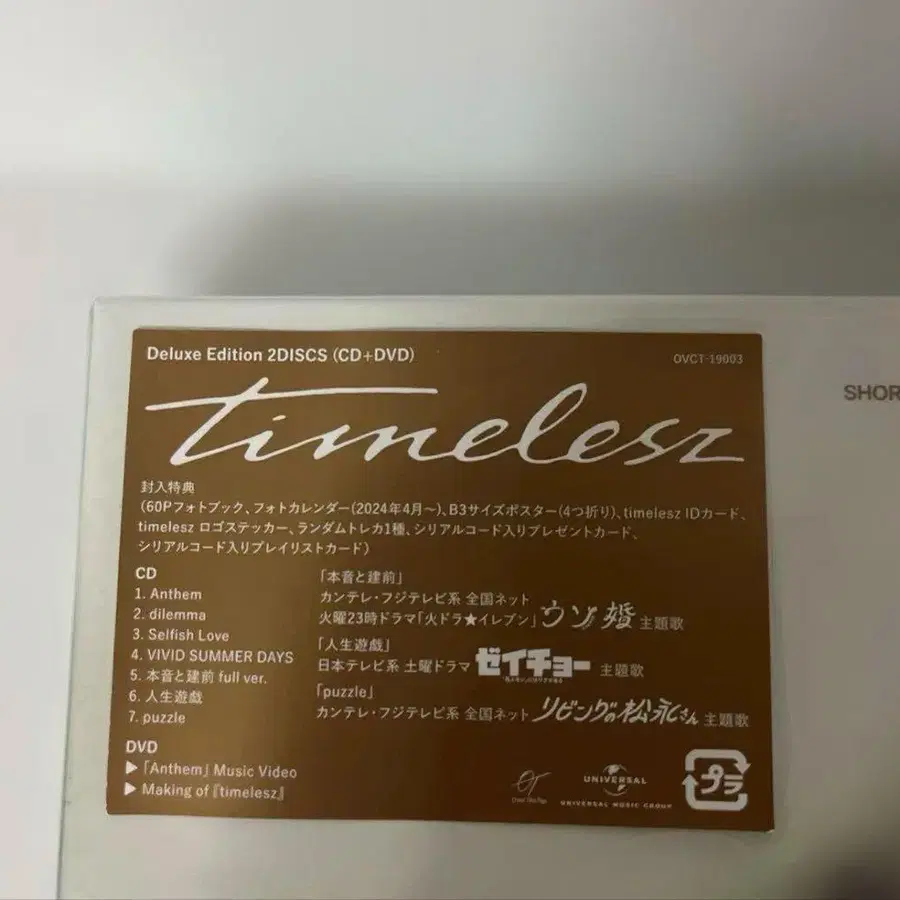 Deluxe Edition 2DISCS (CD+DVD)
OVCT-19003
timelesz
SHOR
封入特典
(60Pフォトブック、フォトカレンダー(2024年4月〜)、B3サイズポスター(4つ折り)、timelesz IDカード、
timelesz ロゴステッカー、ランダムトレカ1種、シリアルコード入りプレゼントカード、
シリアルコード入りプレイリストカード)
CD
1. Anthem
2. dilemma
3. Selfish Love
4. VIVID SUMMER DAYS
5. 本音と建前 full ver.
6. 人生遊戯
7. puzzle
「本音と建前」
カンテレ・フジテレビ系 全国ネット
火曜23時ドラマ「火ドラ★イレブン」ウソ婚 主題歌
「人生遊戯」
日本テレビ系 土曜ドラマ ゼイチョー 主題歌
「puzzle」
カンテレ・フジテレビ系 全国ネット リビングの松永さん 主題歌
DVD
▶「Anthem」Music Video
▶ Making of『timelesz』
UNIVERSAL
UNIVERSAL MUSIC GROUP
プラ